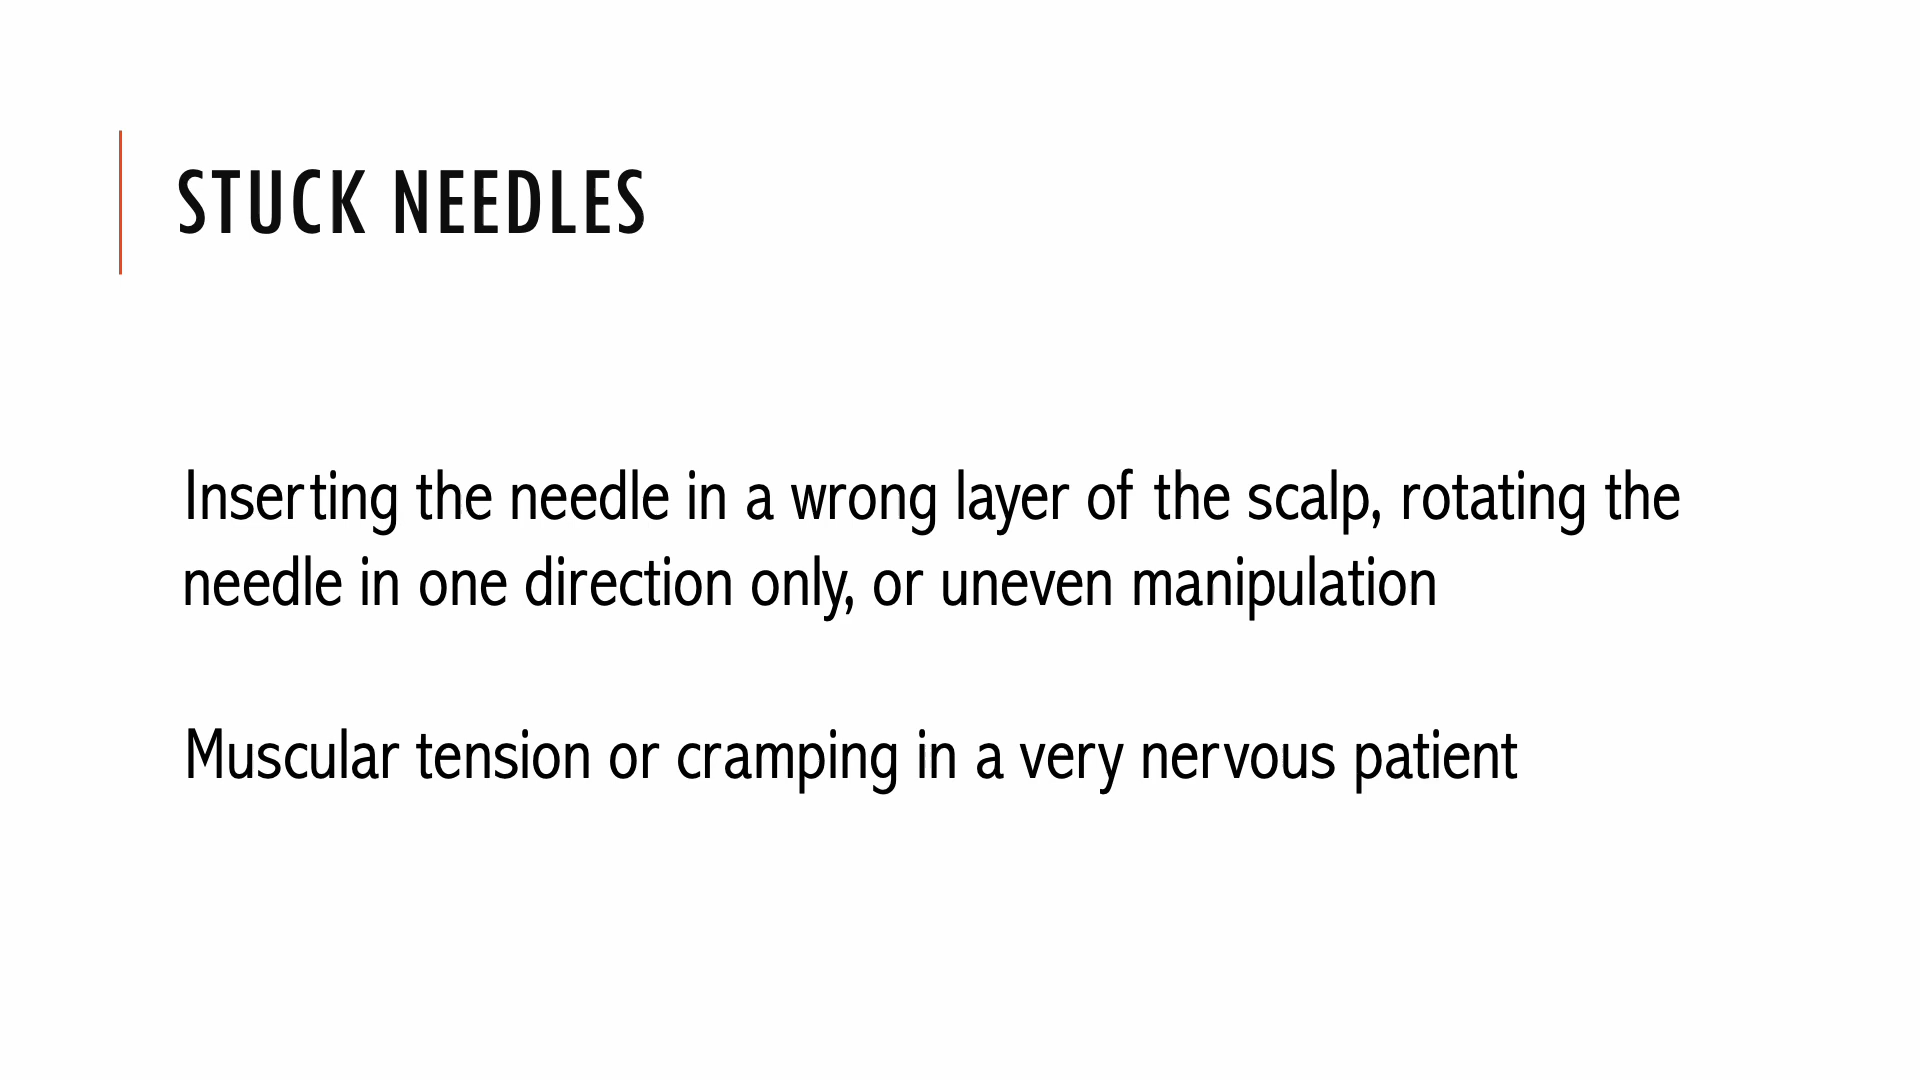 STUCK NEEDLES
Inserting the needle in a wrong layer of the scalp, rotating the
needle in one direction only, or uneven manipulation
Muscular tension or cramping in a very nervous patient